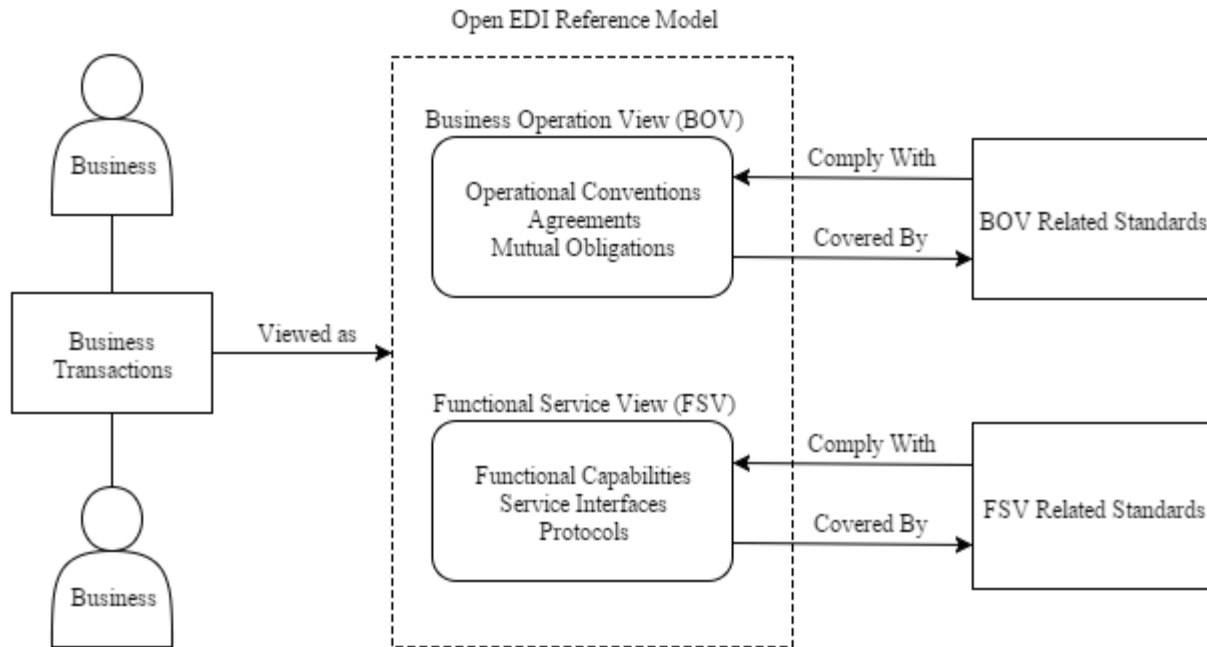 Open EDI Reference Model
Business
Business
Transactions
Business
Viewed as
Business Operation View (BOV)
Operational Conventions
Agreements
Mutual Obligations
Functional Service View (FSV)
Functional Capabilities
Service Interfaces
Protocols
Comply With
Covered By
BOV Related Standards
Comply With
Covered By
FSV Related Standards